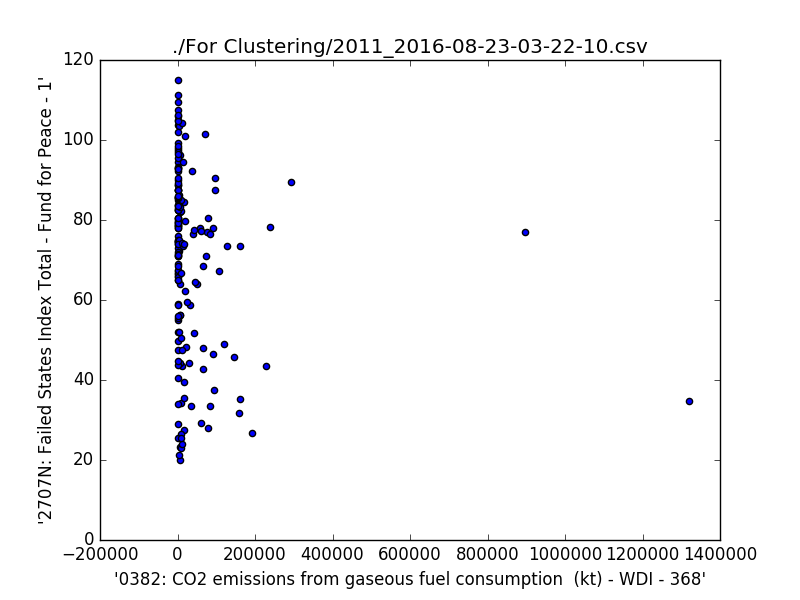 ./For Clustering/2011_2016-08-23-03-22-10.csv
'2707N: Failed States Index Total - Fund for Peace - 1'
120
100
80
60
40
20
0
−200000 0 200000 400000 600000 800000 1000000 1200000 1400000
'0382: CO2 emissions from gaseous fuel consumption  (kt) - WDI - 368'